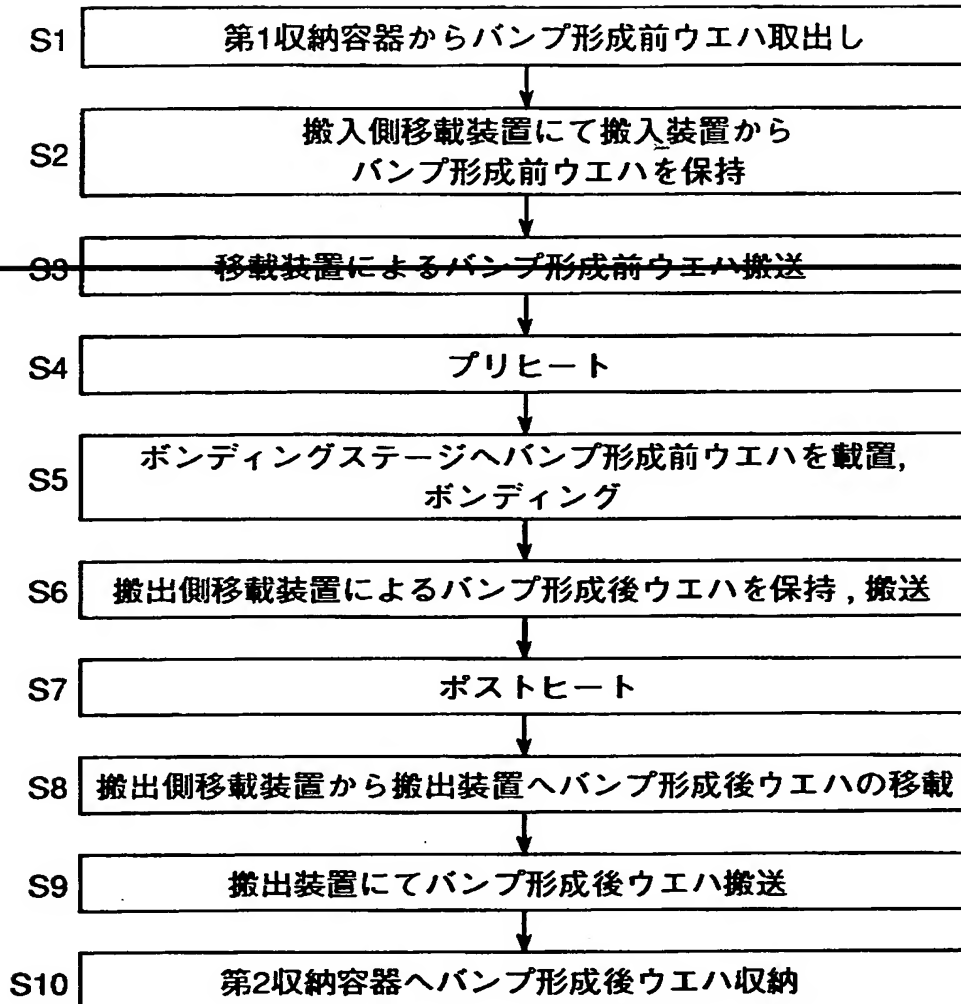 S1 第1収納容器からバンプ形成前ウエハ取出し
S2 搬入側移載装置にて搬入装置から
バンプ形成前ウエハを保持
S3 移載装置によるバンプ形成前ウエハ搬送
S4 プリヒート
S5 ボンディングステージへバンプ形成前ウエハを載置,
ボンディング
S6 搬出側移載装置によるバンプ形成後ウエハを保持,搬送
S7 ポストヒート
S8 搬出側移載装置から搬出装置へバンプ形成後ウエハの移載
S9 搬出装置にてバンプ形成後ウエハ搬送
S10 第2収納容器へバンプ形成後ウエハ収納